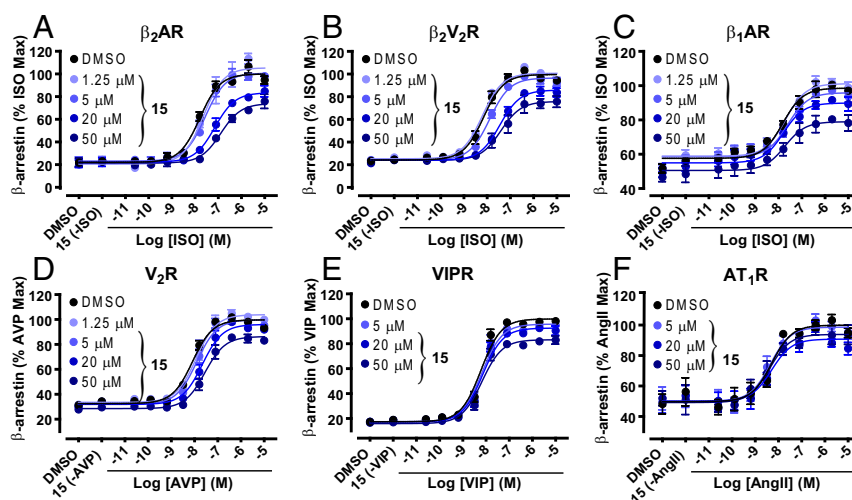 A
β2AR
β-arrestin (% ISO Max)
120
100
80
60
40
20
0
DMSO
1.25 μM
5 μM
20 μM
50 μM
15
DMSO
15 (-ISO)
-11
-10
-9
-8
-7
-6
-5
Log [ISO] (M)
B
β2V2R
β-arrestin (% ISO Max)
120
100
80
60
40
20
0
DMSO
1.25 μM
5 μM
20 μM
50 μM
15
DMSO
15 (-ISO)
-11
-10
-9
-8
-7
-6
-5
Log [ISO] (M)
C
β1AR
β-arrestin (% ISO Max)
120
100
80
60
40
DMSO
1.25 μM
5 μM
20 μM
50 μM
15
DMSO
15 (-ISO)
-11
-10
-9
-8
-7
-6
-5
Log [ISO] (M)
D
V2R
β-arrestin (% AVP Max)
120
100
80
60
40
20
DMSO
1.25 μM
5 μM
20 μM
50 μM
15
DMSO
15 (-AVP)
-11
-10
-9
-8
-7
-6
-5
Log [AVP] (M)
E
VIPR
β-arrestin (% VIP Max)
120
100
80
60
40
20
DMSO
5 μM
20 μM
50 μM
15
DMSO
15 (-VIP)
-11
-10
-9
-8
-7
-6
-5
Log [VIP] (M)
F
AT1R
β-arrestin (% AngII Max)
120
100
80
60
40
DMSO
5 μM
20 μM
50 μM
15
DMSO
15 (-AngII)
-11
-10
-9
-8
-7
-6
-5
Log [AngII] (M)